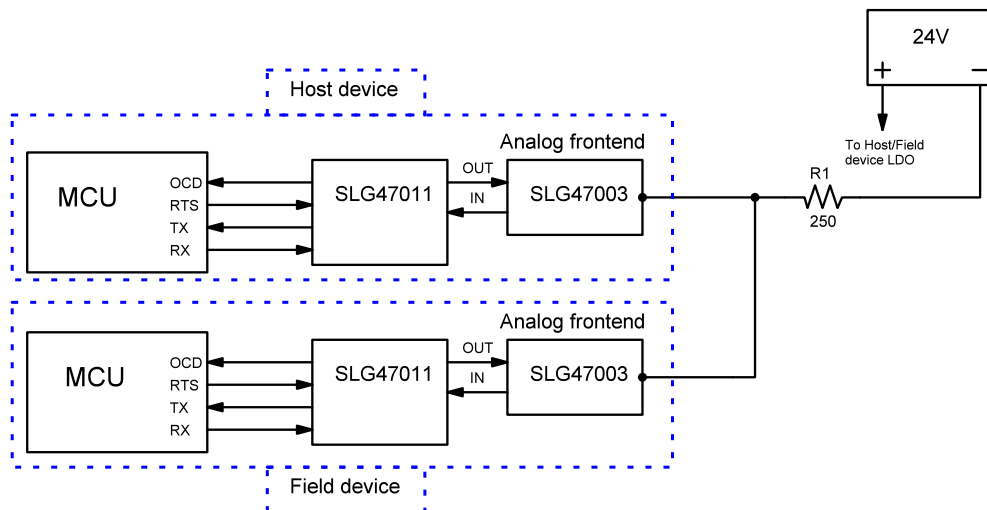 24V
+
−
To Host/Field
device LDO
R1
250
Host device
Analog frontend
MCU
OCD
RTS
TX
RX
SLG47011
OUT
IN
SLG47003
Analog frontend
MCU
OCD
RTS
TX
RX
SLG47011
OUT
IN
SLG47003
Field device